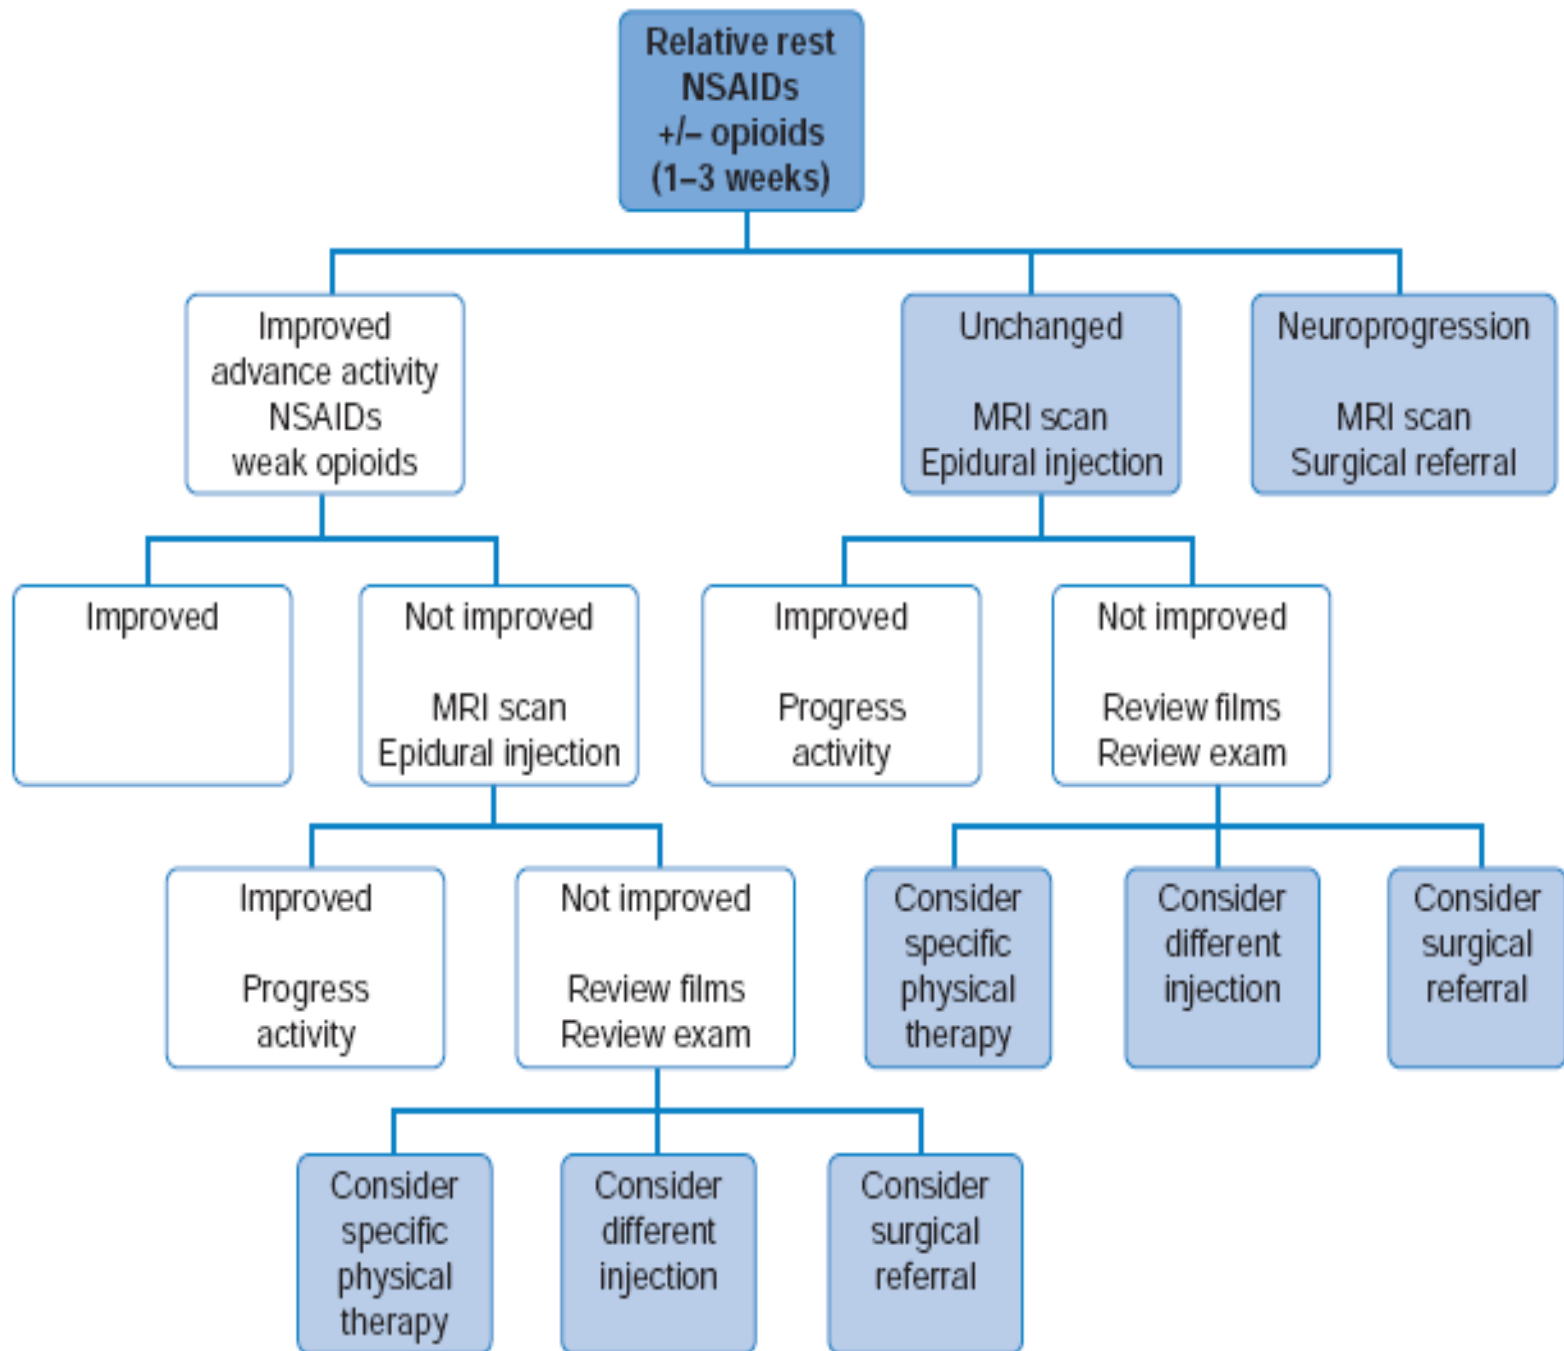 Relative rest
NSAIDs
+/– opioids
(1–3 weeks)
Improved
advance activity
NSAIDs
weak opioids
Unchanged
MRI scan
Epidural injection
Neuroprogression
MRI scan
Surgical referral
Improved
Not improved
MRI scan
Epidural injection
Improved
Progress
activity
Not improved
Review films
Review exam
Improved
Progress
activity
Not improved
Review films
Review exam
Consider
specific
physical
therapy
Consider
different
injection
Consider
surgical
referral
Consider
specific
physical
therapy
Consider
different
injection
Consider
surgical
referral